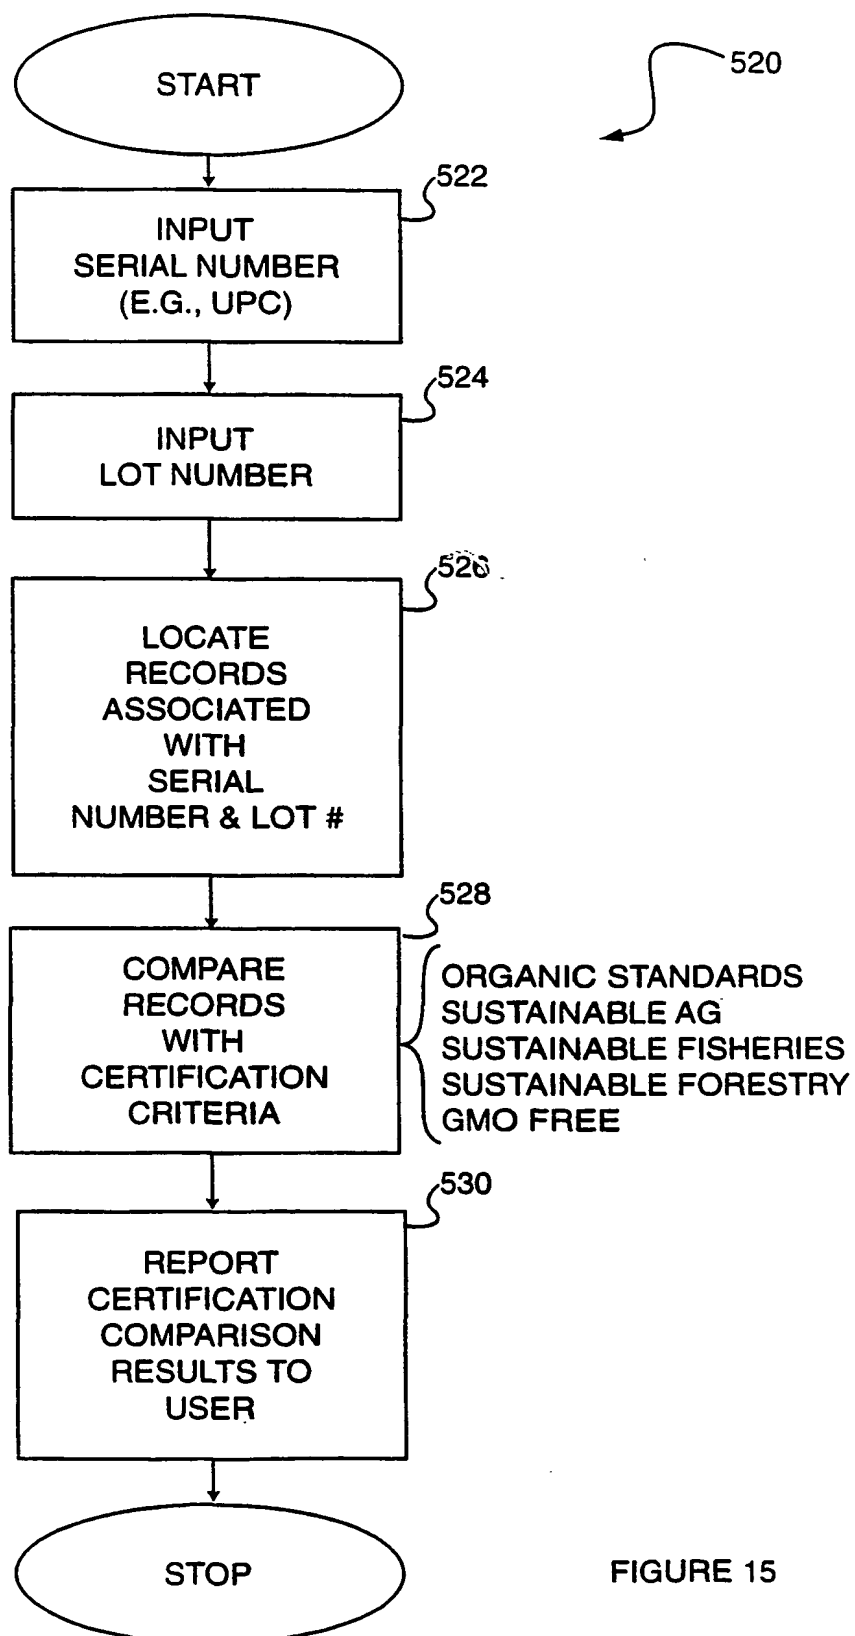 START
520
522
INPUT
SERIAL NUMBER
(E.G., UPC)
524
INPUT
LOT NUMBER
526
LOCATE
RECORDS
ASSOCIATED
WITH
SERIAL
NUMBER & LOT #
528
COMPARE
RECORDS
WITH
CERTIFICATION
CRITERIA
ORGANIC STANDARDS
SUSTAINABLE AG
SUSTAINABLE FISHERIES
SUSTAINABLE FORESTRY
GMO FREE
530
REPORT
CERTIFICATION
COMPARISON
RESULTS TO
USER
STOP
FIGURE 15